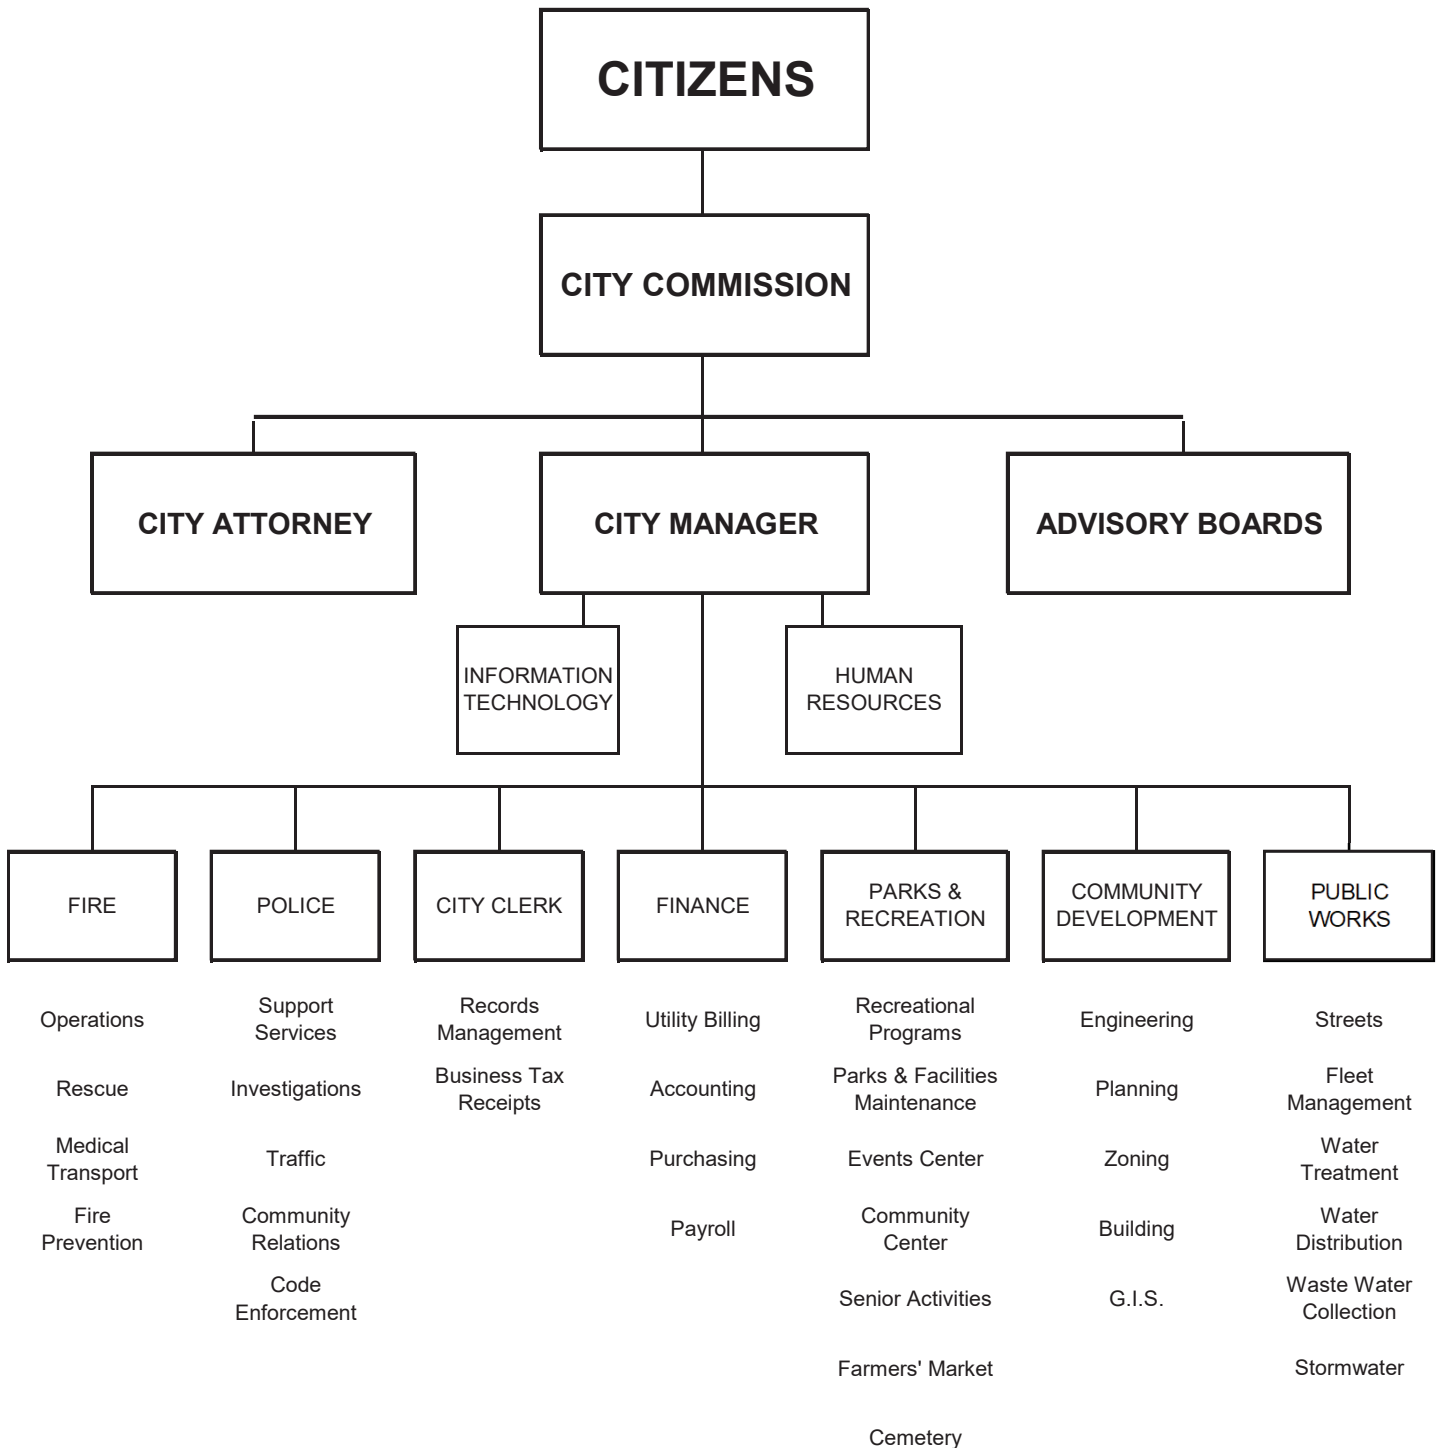 CITIZENS
CITY COMMISSION
CITY ATTORNEY
CITY MANAGER
ADVISORY BOARDS
INFORMATION
TECHNOLOGY
HUMAN
RESOURCES
FIRE
POLICE
CITY CLERK
FINANCE
PARKS &
RECREATION
COMMUNITY
DEVELOPMENT
PUBLIC
WORKS
Operations
Rescue
Medical
Transport
Fire
Prevention
Support
Services
Investigations
Traffic
Community
Relations
Code
Enforcement
Records
Management
Business Tax
Receipts
Utility Billing
Accounting
Purchasing
Payroll
Recreational
Programs
Parks & Facilities
Maintenance
Events Center
Community
Center
Senior Activities
Farmers' Market
Cemetery
Engineering
Planning
Zoning
Building
G.I.S.
Streets
Fleet
Management
Water
Treatment
Water
Distribution
Waste Water
Collection
Stormwater